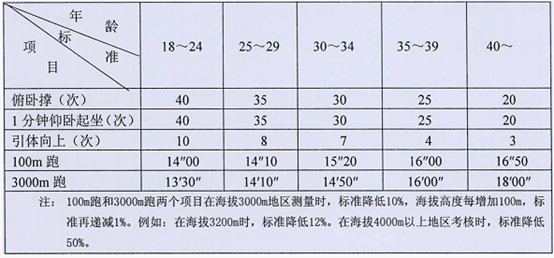 年 龄
标 准
项 目
18～24 25～29 30～34 35～39 40～
俯卧撑（次） 40 35 30 25 20
1分钟仰卧起坐（次） 40 35 30 25 20
引体向上（次） 10 8 7 4 3
100m 跑 14″00 14″10 15″20 16″00 16″50
3000m 跑 13′30″ 14′10″ 14′50″ 16′00″ 18′00″
注： 100m跑和3000m跑两个项目在海拔3000m地区测量时，标准降低10%，海拔高度每增加100m，标
准再递减1%。例如：在海拔3200m时，标准降低12%。在海拔4000m以上地区考核时，标准降低
50%。